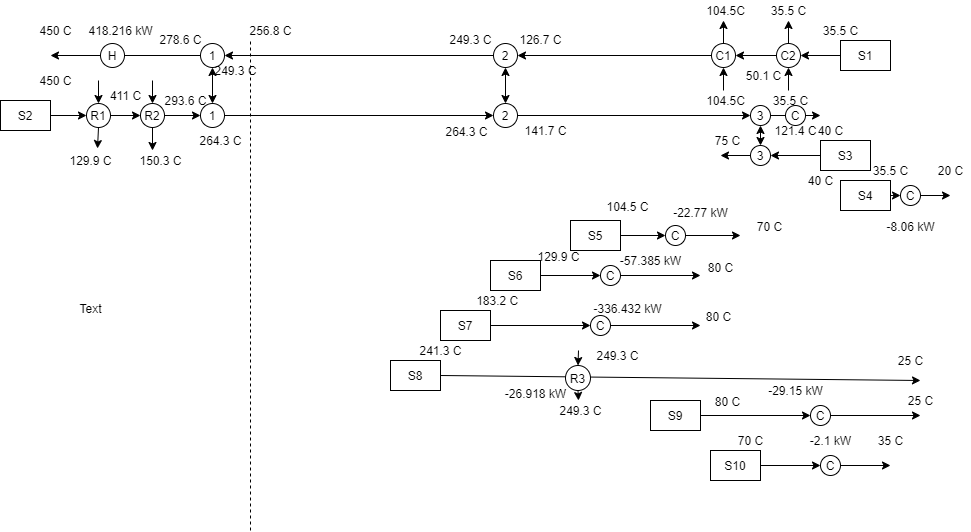 104.5C
35.5 C
450 C
418.216 kW
278.6 C
256.8 C
249.3 C
126.7 C
35.5 C
H
1
2
C1
C2
S1
249.3 C
50.1 C
450 C
411 C
293.6 C
104.5C
35.5 C
S2
R1
R2
1
2
3
C
264.3 C
264.3 C
141.7 C
121.4 C
40 C
129.9 C
150.3 C
75 C
3
S3
40 C
35.5 C
20 C
S4
C
-8.06 kW
104.5 C
-22.77 kW
70 C
S5
C
129.9 C
-57.385 kW
80 C
S6
C
183.2 C
-336.432 kW
80 C
S7
C
Text
241.3 C
249.3 C
25 C
S8
R3
-26.918 kW
249.3 C
80 C
-29.15 kW
25 C
S9
C
70 C
-2.1 kW
35 C
S10
C